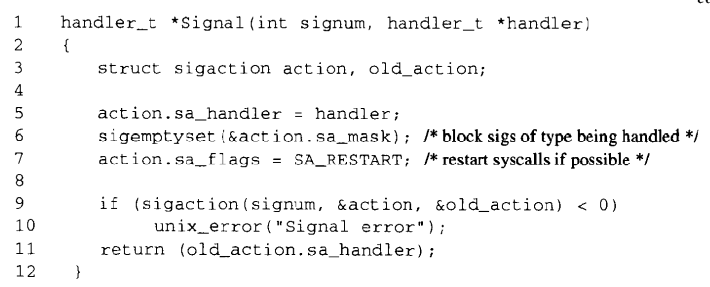 1 handler_t *Signal(int signum, handler_t *handler)
2 {
3 struct sigaction action, old_action;
4
5 action.sa_handler = handler;
6 sigemptyset(&action.sa_mask); /* block sigs of type being handled */
7 action.sa_flags = SA_RESTART; /* restart syscalls if possible */
8
9 if (sigaction(signum, &action, &old_action) < 0)
10 unix_error("Signal error");
11 return (old_action.sa_handler);
12 }